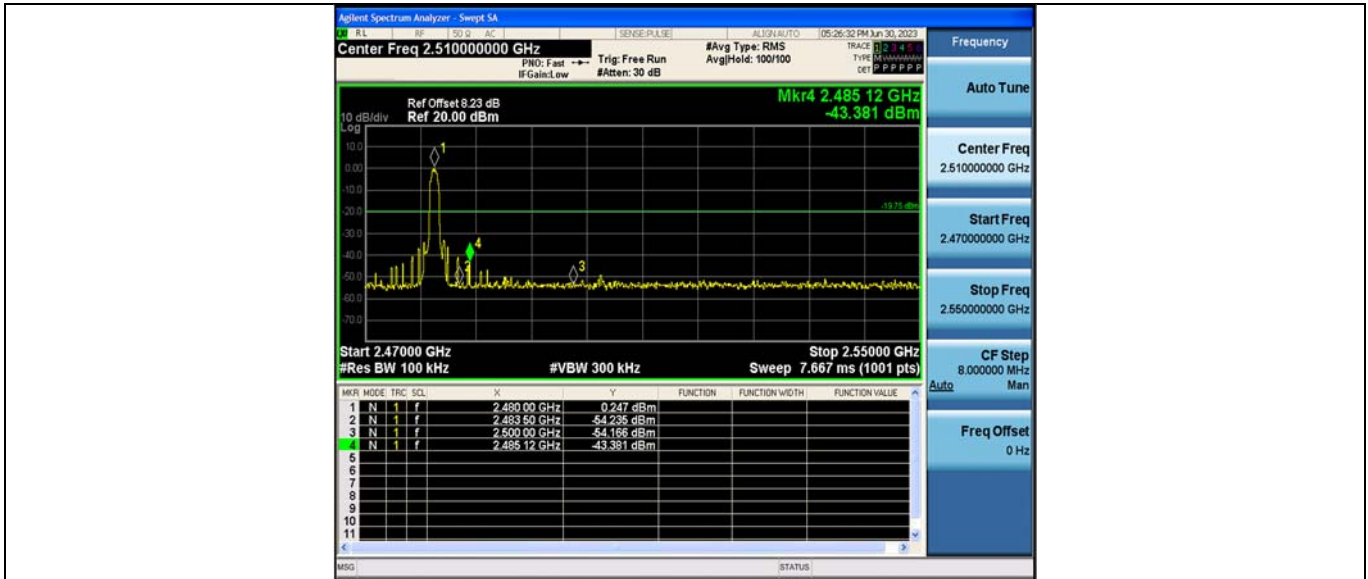 Agilent Spectrum Analyzer - Swept SA
RL RF 50 Ω AC SENSE:PULSE ALIGNAUTO 05:26:32 PM Jun 30, 2023
Center Freq 2.510000000 GHz
PNO: Fast
IFGain:Low
Trig: Free Run
#Atten: 30 dB
#Avg Type: RMS
Avg|Hold: 100/100
TRACE 1 2 3 4 5 6
TYPE
DET P P P P P P
Mkr4 2.485 12 GHz
-43.381 dBm
Ref Offset 8.23 dB
10 dB/div Ref 20.00 dBm
Log
10.0
0.00
-10.0
-20.0
-30.0
-40.0
-50.0
-60.0
-70.0
1
2
3
4
-19.75 dBm
Start 2.47000 GHz Stop 2.55000 GHz
#Res BW 100 kHz #VBW 300 kHz Sweep 7.667 ms (1001 pts)
MKR MODE TRC SCL X Y FUNCTION FUNCTION WIDTH FUNCTION VALUE
1 N 1 f 2.480 00 GHz 0.247 dBm
2 N 1 f 2.483 50 GHz -54.235 dBm
3 N 1 f 2.500 00 GHz -54.166 dBm
4 N 1 f 2.485 12 GHz -43.381 dBm
5
6
7
8
9
10
11
MSG STATUS
Frequency
Auto Tune
Center Freq
2.510000000 GHz
Start Freq
2.470000000 GHz
Stop Freq
2.550000000 GHz
CF Step
8.000000 MHz
Auto Man
Freq Offset
0 Hz